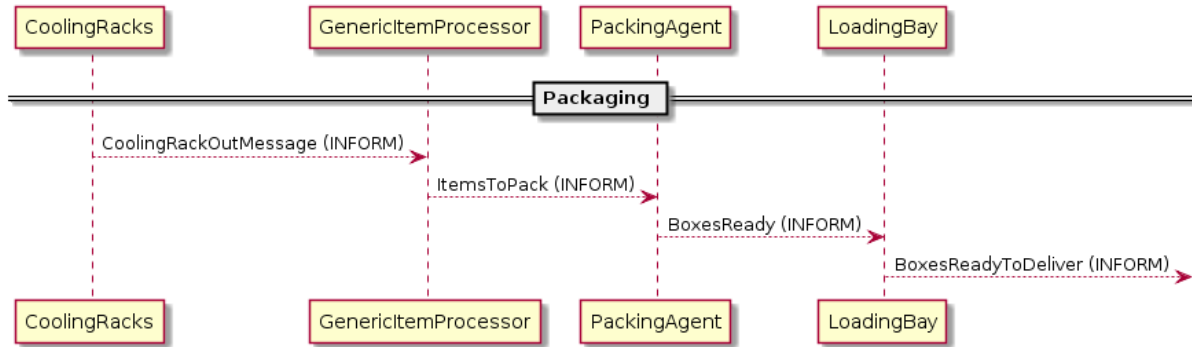 CoolingRacks
GenericItemProcessor
PackingAgent
LoadingBay
Packaging
CoolingRackOutMessage (INFORM)
ItemsToPack (INFORM)
BoxesReady (INFORM)
BoxesReadyToDeliver (INFORM)
CoolingRacks
GenericItemProcessor
PackingAgent
LoadingBay